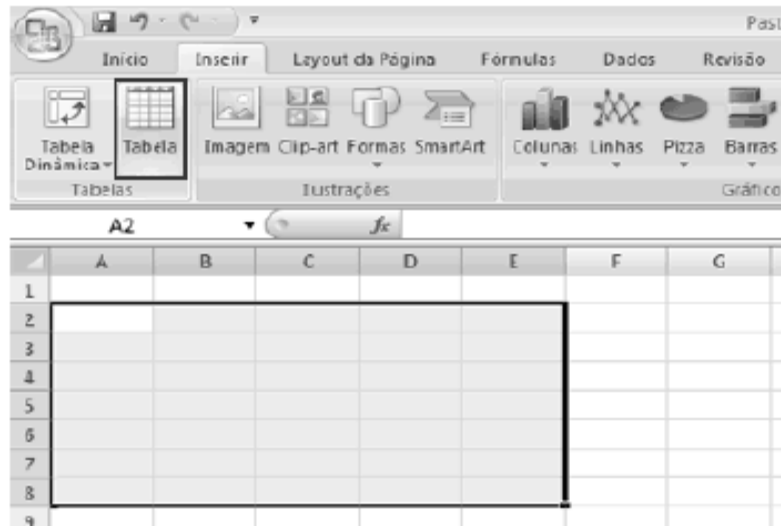 Past
Início Inserir Layout da Página Fórmulas Dados Revisão
Tabela Dinâmica Tabela Imagem Clip-art Formas SmartArt Colunas Linhas Pizza Barras
Tabelas Ilustrações Gráfico
A2 fx
A B C D E F G
1
2
3
4
5
6
7
8
9